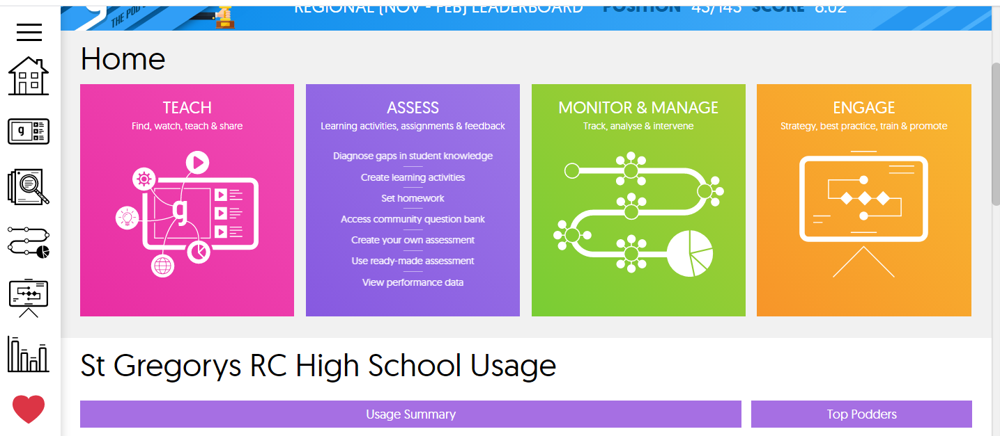 THE POD
REGIONAL (NOV - FEB) LEADERBOARD POSITION 43/143 SCORE 8.02
g
Home
TEACH
Find, watch, teach & share
g
ASSESS
Learning activities, assignments & feedback
Diagnose gaps in student knowledge
Create learning activities
Set homework
Access community question bank
Create your own assessment
Use ready-made assessment
View performance data
MONITOR & MANAGE
Track, analyse & intervene
ENGAGE
Strategy, best practice, train & promote
St Gregorys RC High School Usage
Usage Summary
Top Podders